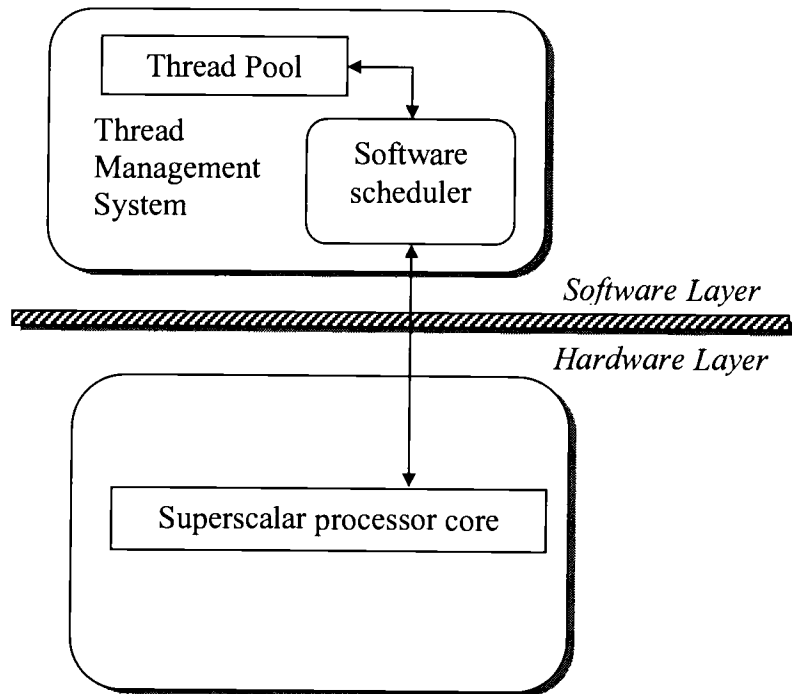 Thread Pool
Thread
Management
System
Software
scheduler
Software Layer
Hardware Layer
Superscalar processor core